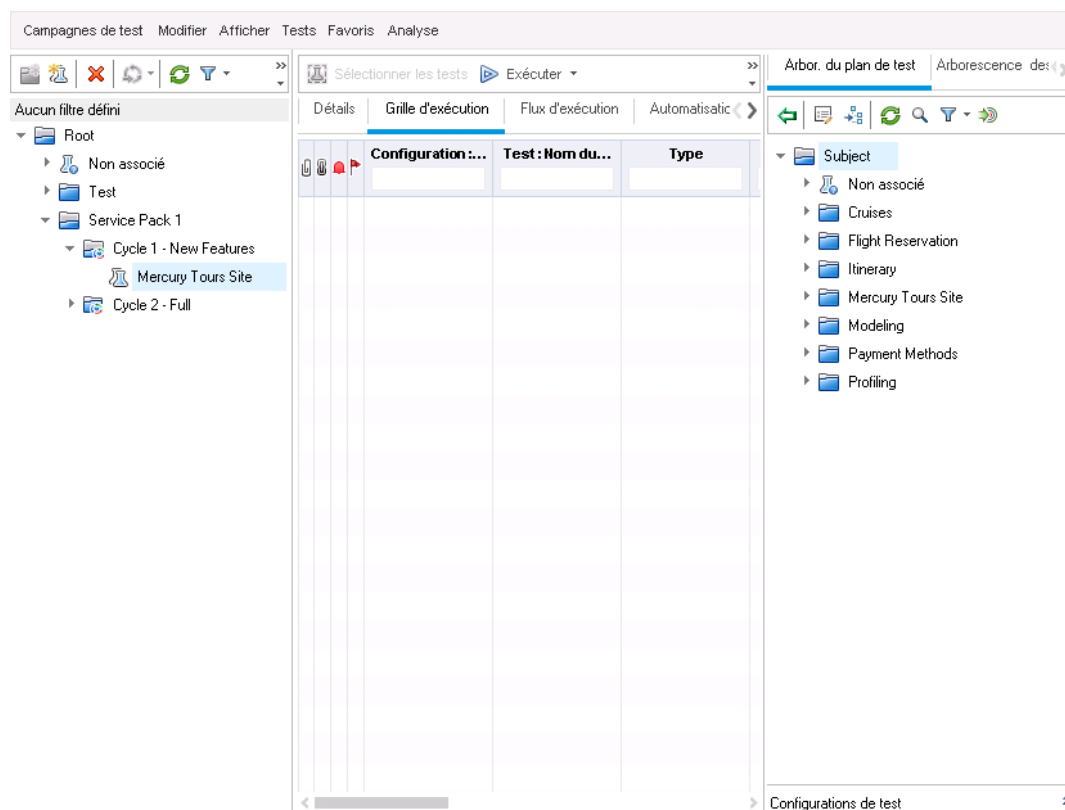 Campagnes de test Modifier Afficher Tests Favoris Analyse
Aucun filtre défini
Root
Non associé
Test
Service Pack 1
Cycle 1 - New Features
Mercury Tours Site
Cycle 2 - Full
Sélectionner les tests Exécuter
Détails Grille d'exécution Flux d'exécution Automatisatic
Configuration :... Test : Nom du... Type
Arbor. du plan de test Arborescence des
Subject
Non associé
Cruises
Flight Reservation
Itinerary
Mercury Tours Site
Modeling
Payment Methods
Profiling
Configurations de test